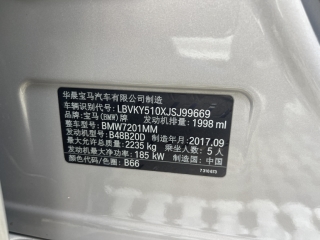 华晨宝马汽车有限公司制造
车辆识别代号: LBVKY510XJSJ99669
品牌: 宝马(BMW)牌 发动机排量: 1998 ml
整车型号: BMW7201MM
发动机型号: B48B20D 制造年月: 2017.09
最大允许总质量: 2235 kg 乘坐人数: 5 人
发动机最大净功率: 185 kW 制造国: 中国
颜色代码/色圈: B66